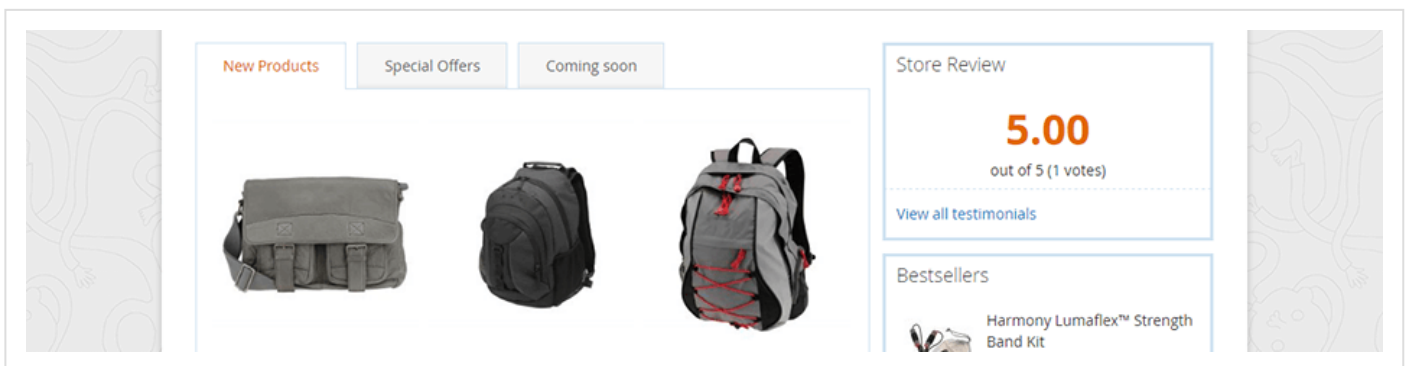 New Products
Special Offers
Coming soon
Store Review
5.00
out of 5 (1 votes)
View all testimonials
Bestsellers
Harmony Lumaflex™ Strength
Band Kit